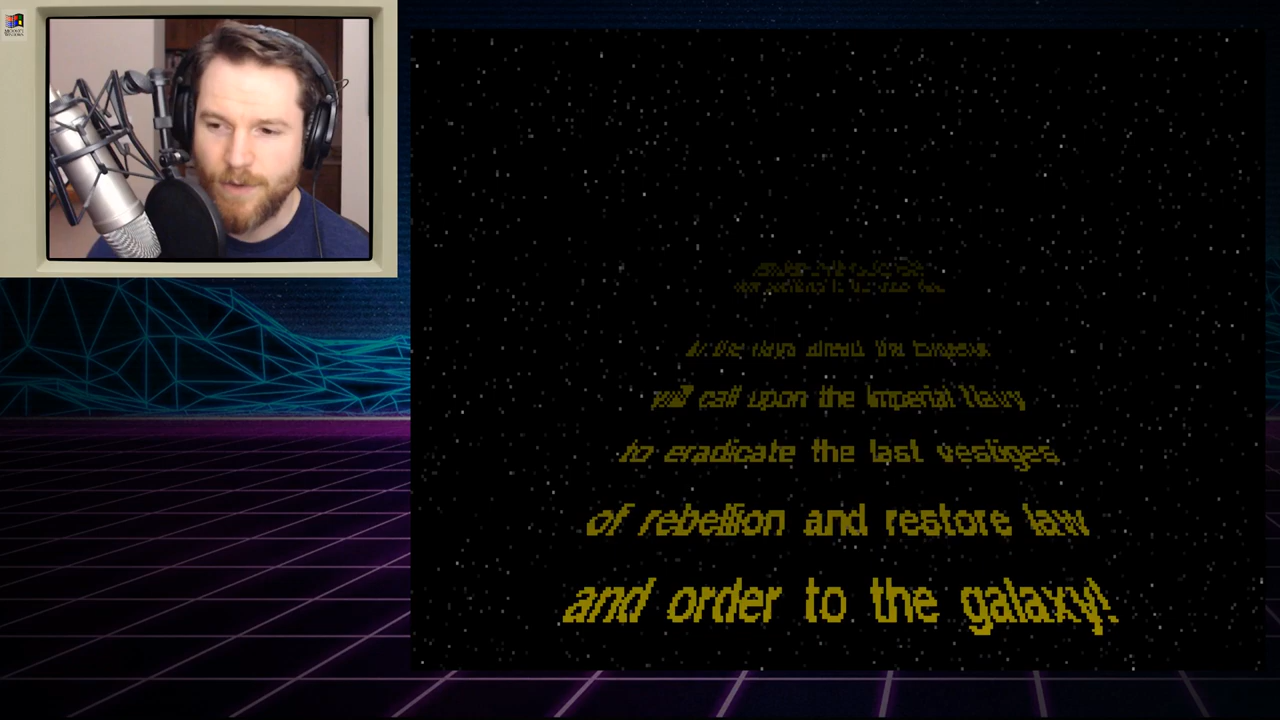 In the days ahead the Emperor
will call upon the Imperial Navy
to eradicate the last vestiges
of rebellion and restore law
and order to the galaxy!